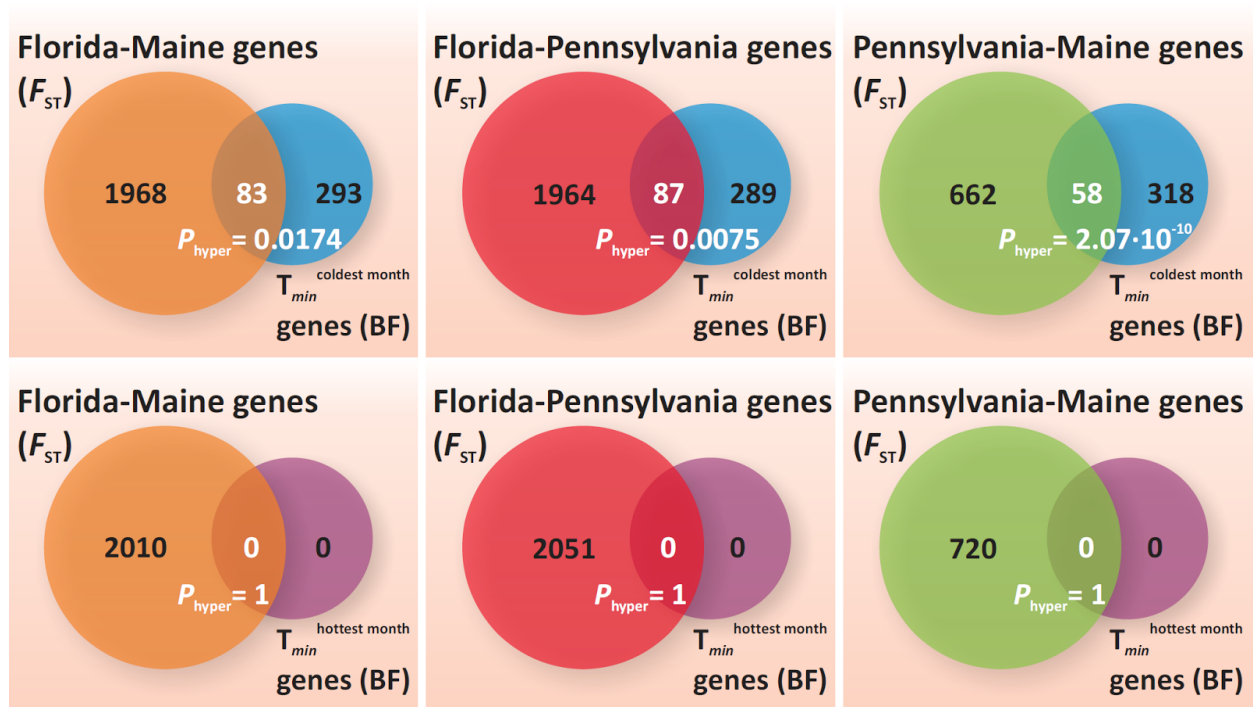 Florida-Maine genes
(FST)
1968 83 293
Phyper= 0.0174
Tmin coldest month
genes (BF)
Florida-Pennsylvania genes
(FST)
1964 87 289
Phyper= 0.0075
Tmin coldest month
genes (BF)
Pennsylvania-Maine genes
(FST)
662 58 318
Phyper= 2.07·10-10
Tmin coldest month
genes (BF)
Florida-Maine genes
(FST)
2010 0 0
Phyper= 1
Tmin hottest month
genes (BF)
Florida-Pennsylvania genes
(FST)
2051 0 0
Phyper= 1
Tmin hottest month
genes (BF)
Pennsylvania-Maine genes
(FST)
720 0 0
Phyper= 1
Tmin hottest month
genes (BF)